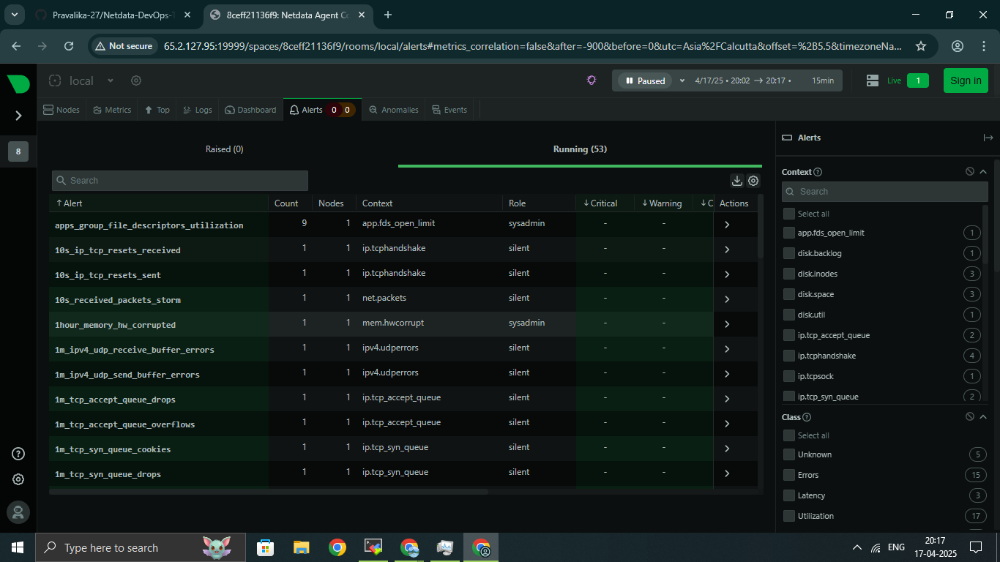 Pravalika-27/Netdata-DevOps-T
8ceff21136f9: Netdata Agent Co
Not secure
65.2.127.95:19999/spaces/8ceff21136f9/rooms/local/alerts#metrics_correlation=false&after=-900&before=0&utc=Asia%2FCalcutta&offset=%2B5.5&timezoneNa...
local
Paused
4/17/25 • 20:02 → 20:17 • 15min
Live 1
Sign in
Nodes Metrics Top Logs Dashboard Alerts 0 0 Anomalies Events
8
Raised (0)
Running (53)
Search
↑ Alert Count Nodes Context Role ↓ Critical ↓ Warning ↓ C Actions
apps_group_file_descriptors_utilization 9 1 app.fds_open_limit sysadmin - -
10s_ip_tcp_resets_received 1 1 ip.tcphandshake silent - -
10s_ip_tcp_resets_sent 1 1 ip.tcphandshake silent - -
10s_received_packets_storm 1 1 net.packets silent - -
1hour_memory_hw_corrupted 1 1 mem.hwcorrupt sysadmin - -
1m_ipv4_udp_receive_buffer_errors 1 1 ipv4.udperrors silent - -
1m_ipv4_udp_send_buffer_errors 1 1 ipv4.udperrors silent - -
1m_tcp_accept_queue_drops 1 1 ip.tcp_accept_queue silent - -
1m_tcp_accept_queue_overflows 1 1 ip.tcp_accept_queue silent - -
1m_tcp_syn_queue_cookies 1 1 ip.tcp_syn_queue silent - -
1m_tcp_syn_queue_drops 1 1 ip.tcp_syn_queue silent - -
Alerts
Context
Search
Select all
app.fds_open_limit 1
disk.backlog 1
disk.inodes 3
disk.space 3
disk.util 1
ip.tcp_accept_queue 2
ip.tcphandshake 4
ip.tcpsock 1
ip.tcp_syn_queue 2
Class
Select all
Unknown 5
Errors 15
Latency 3
Utilization 17
Type here to search
ENG
20:17
17-04-2025